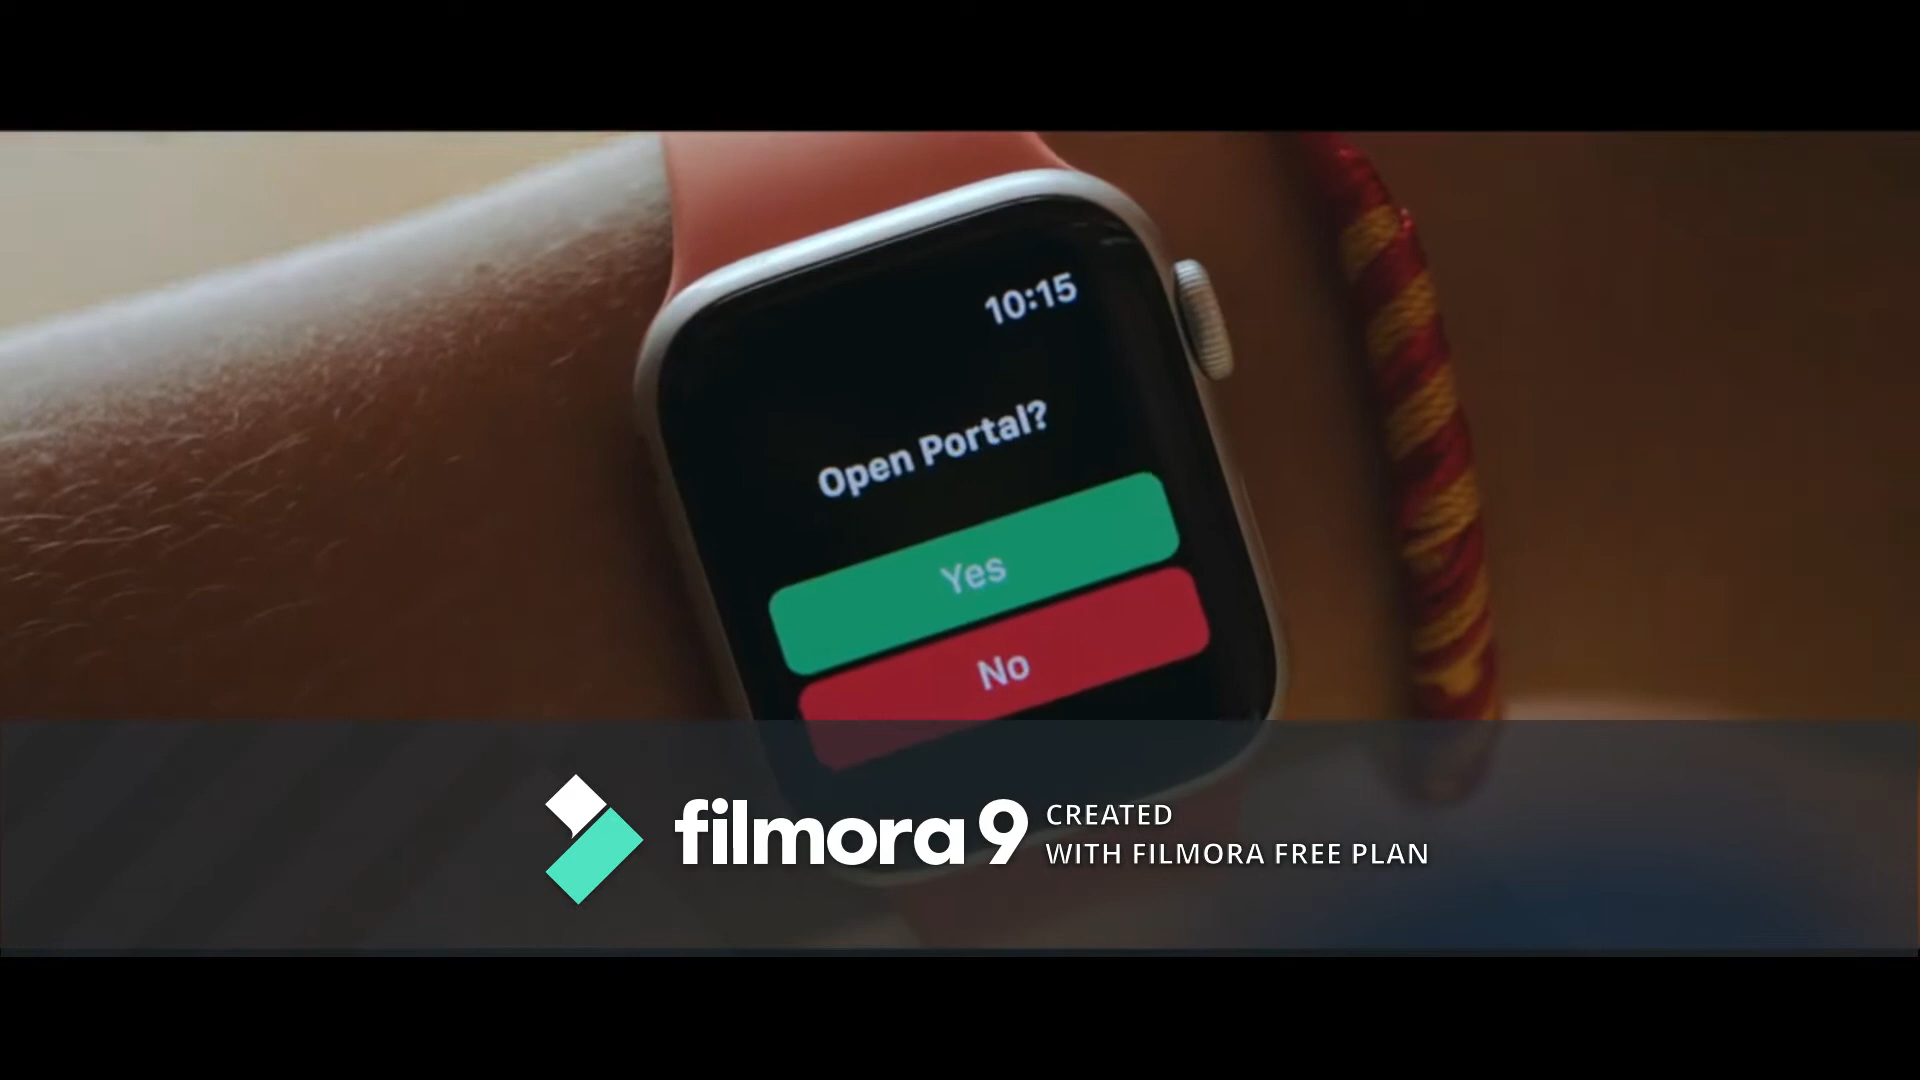 10:15
Open Portal?
Yes
No
filmora 9
CREATED
WITH FILMORA FREE PLAN